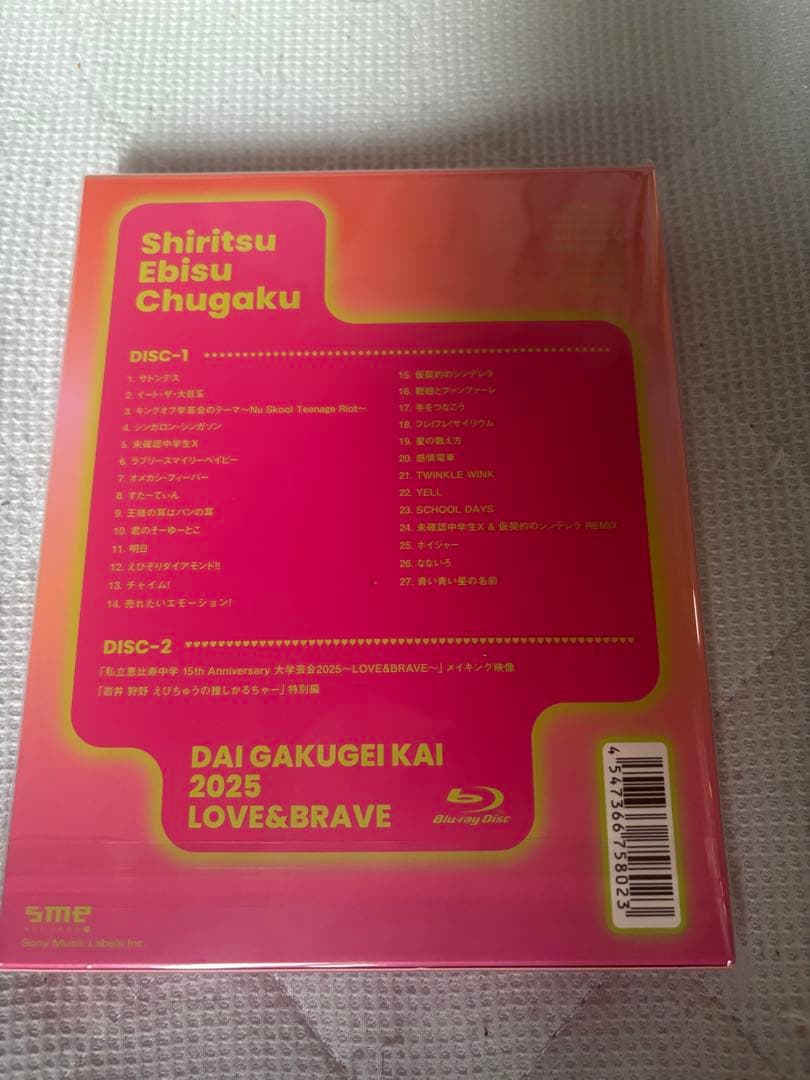 Shiritsu
Ebisu
Chugaku
DISC-1
1. サドンデス
2. イート・ザ・大目玉
3. キングオブ学芸会のテーマ〜Nu Skool Teenage Riot〜
4. シンガロン・シンガソン
5. 未確認中学生X
6. ラブリースマイリーベイビー
7. オメカシ・フィーバー
8. すたーてぃん
9. 王様の耳はパンの耳
10. 君のそーゆーとこ
11. 明日
12. えびぞりダイアモンド!!
13. チャイム!
14. 売れたいエモーション!
15. 仮契約のシンデレラ
16. 靴紐とファンファーレ
17. 手をつなごう
18. フレ!フレ!サイリウム
19. 星の数え方
20. 感情電車
21. TWINKLE WINK
22. YELL
23. SCHOOL DAYS
24. 未確認中学生X & 仮契約のシンデレラ REMIX
25. ボイジャー
26. なないろ
27. 青い青い星の名前
DISC-2
「私立恵比寿中学 15th Anniversary 大学芸会2025〜LOVE&BRAVE〜」メイキング映像
「岩井 狩野 えびちゅうの推しかるちゃー」特別編
DAI GAKUGEI KAI
2025
LOVE&BRAVE
Blu-ray Disc
4547366758023
sme
Sony Music Labels Inc.